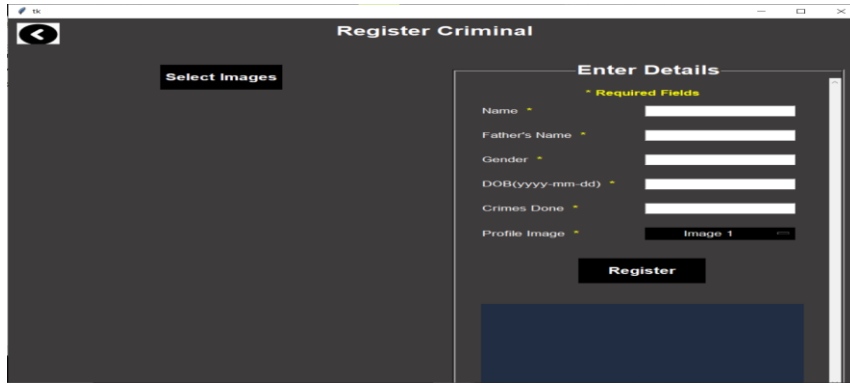 tk
Register Criminal
Select Images
Enter Details
* Required Fields
Name *
Father's Name *
Gender *
DOB(yyyy-mm-dd) *
Crimes Done *
Profile Image * Image 1
Register